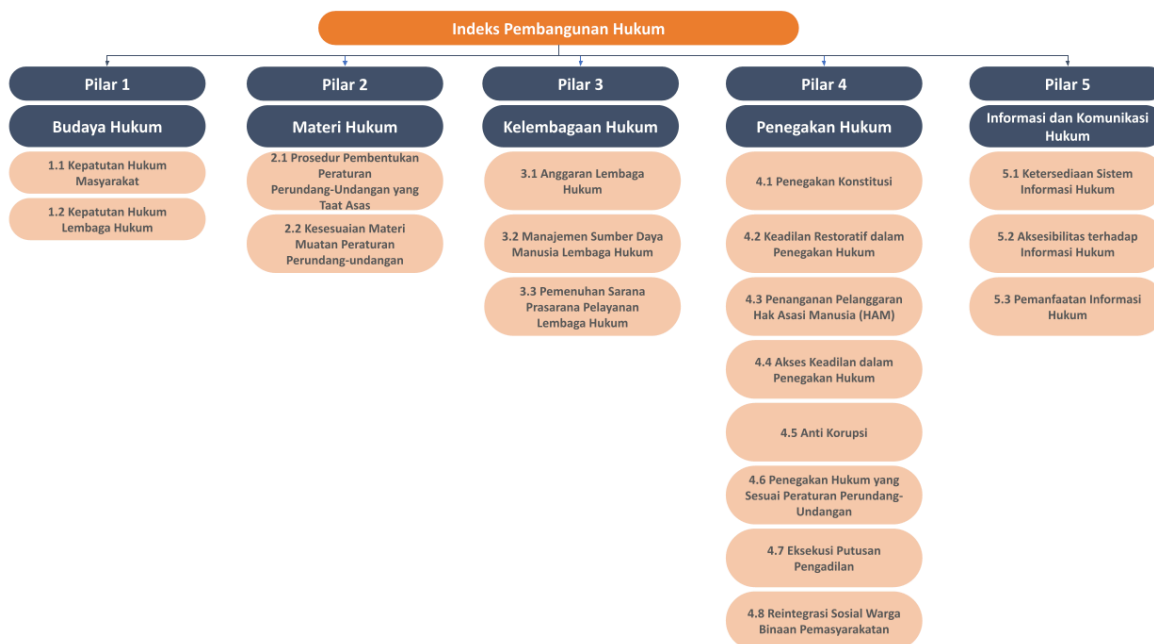 Indeks Pembangunan Hukum
Pilar 1
Budaya Hukum
1.1 Kepatutan Hukum
Masyarakat
1.2 Kepatutan Hukum
Lembaga Hukum
Pilar 2
Materi Hukum
2.1 Prosedur Pembentukan
Peraturan
Perundang-Undangan yang
Taat Asas
2.2 Kesesuaian Materi
Muatan Peraturan
Perundang-undangan
Pilar 3
Kelembagaan Hukum
3.1 Anggaran Lembaga
Hukum
3.2 Manajemen Sumber Daya
Manusia Lembaga Hukum
3.3 Pemenuhan Sarana
Prasarana Pelayanan
Lembaga Hukum
Pilar 4
Penegakan Hukum
4.1 Penegakan Konstitusi
4.2 Keadilan Restoratif dalam
Penegakan Hukum
4.3 Penanganan Pelanggaran
Hak Asasi Manusia (HAM)
4.4 Akses Keadilan dalam
Penegakan Hukum
4.5 Anti Korupsi
4.6 Penegakan Hukum yang
Sesuai Peraturan Perundang-
Undangan
4.7 Eksekusi Putusan
Pengadilan
4.8 Reintegrasi Sosial Warga
Binaan Pemasyarakatan
Pilar 5
Informasi dan Komunikasi
Hukum
5.1 Ketersediaan Sistem
Informasi Hukum
5.2 Aksesibilitas terhadap
Informasi Hukum
5.3 Pemanfaatan Informasi
Hukum